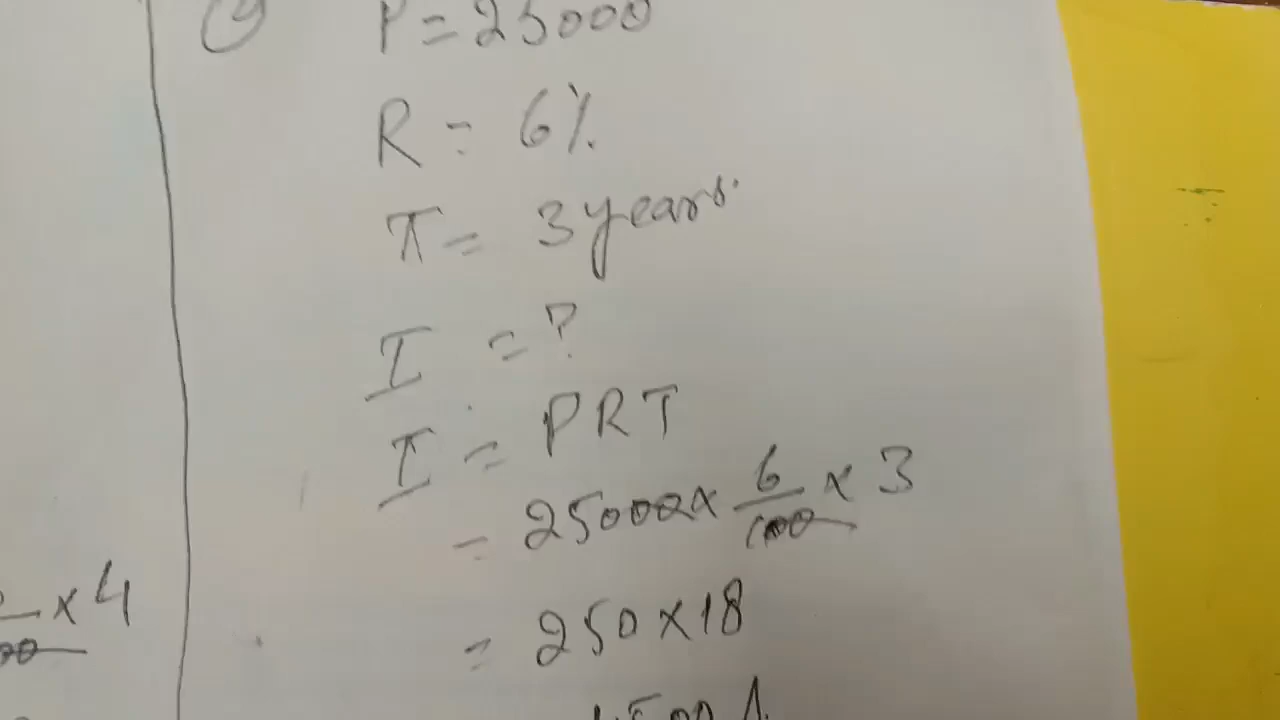 P = 25000
R = 6%
T = 3 years.
I = ?
I = PRT
= 25000 x 6/100 x 3
= 250 x 18
x 4